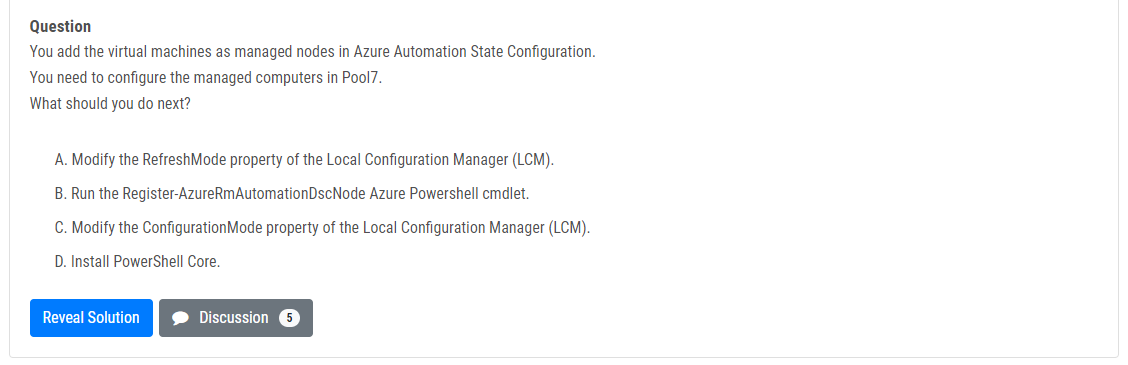 Question
You add the virtual machines as managed nodes in Azure Automation State Configuration.
You need to configure the managed computers in Pool7.
What should you do next?
A. Modify the RefreshMode property of the Local Configuration Manager (LCM).
B. Run the Register-AzureRmAutomationDscNode Azure Powershell cmdlet.
C. Modify the ConfigurationMode property of the Local Configuration Manager (LCM).
D. Install PowerShell Core.
Reveal Solution Discussion 5